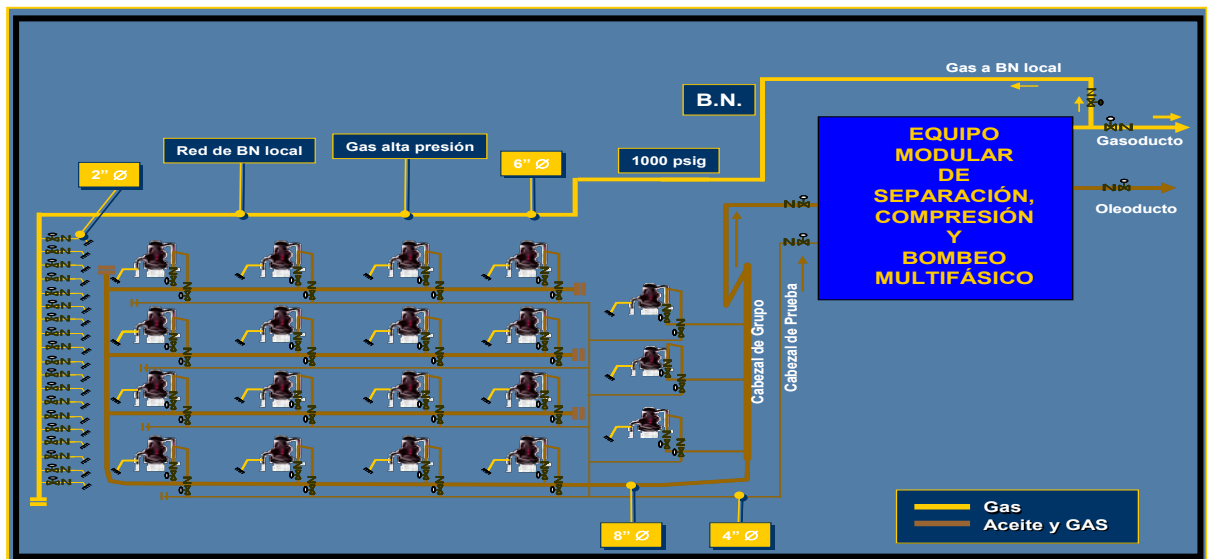 Gas a BN local
B.N.
EQUIPO
MODULAR
DE
SEPARACIÓN,
COMPRESIÓN
Y
BOMBEO
MULTIFÁSICO
Gasoducto
Oleoducto
Red de BN local
Gas alta presión
6” Ø
1000 psig
2” Ø
Cabezal de Grupo
Cabezal de Prueba
8” Ø
4” Ø
Gas
Aceite y GAS